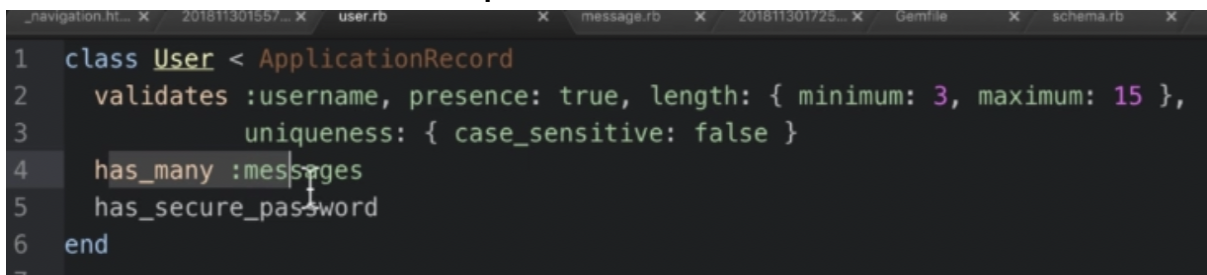 _navigation.ht... × 201811301557... × user.rb × message.rb × 201811301725... × Gemfile × schema.rb ×
1 class User < ApplicationRecord
2 validates :username, presence: true, length: { minimum: 3, maximum: 15 },
3 uniqueness: { case_sensitive: false }
4 has_many :messages
5 has_secure_password
6 end